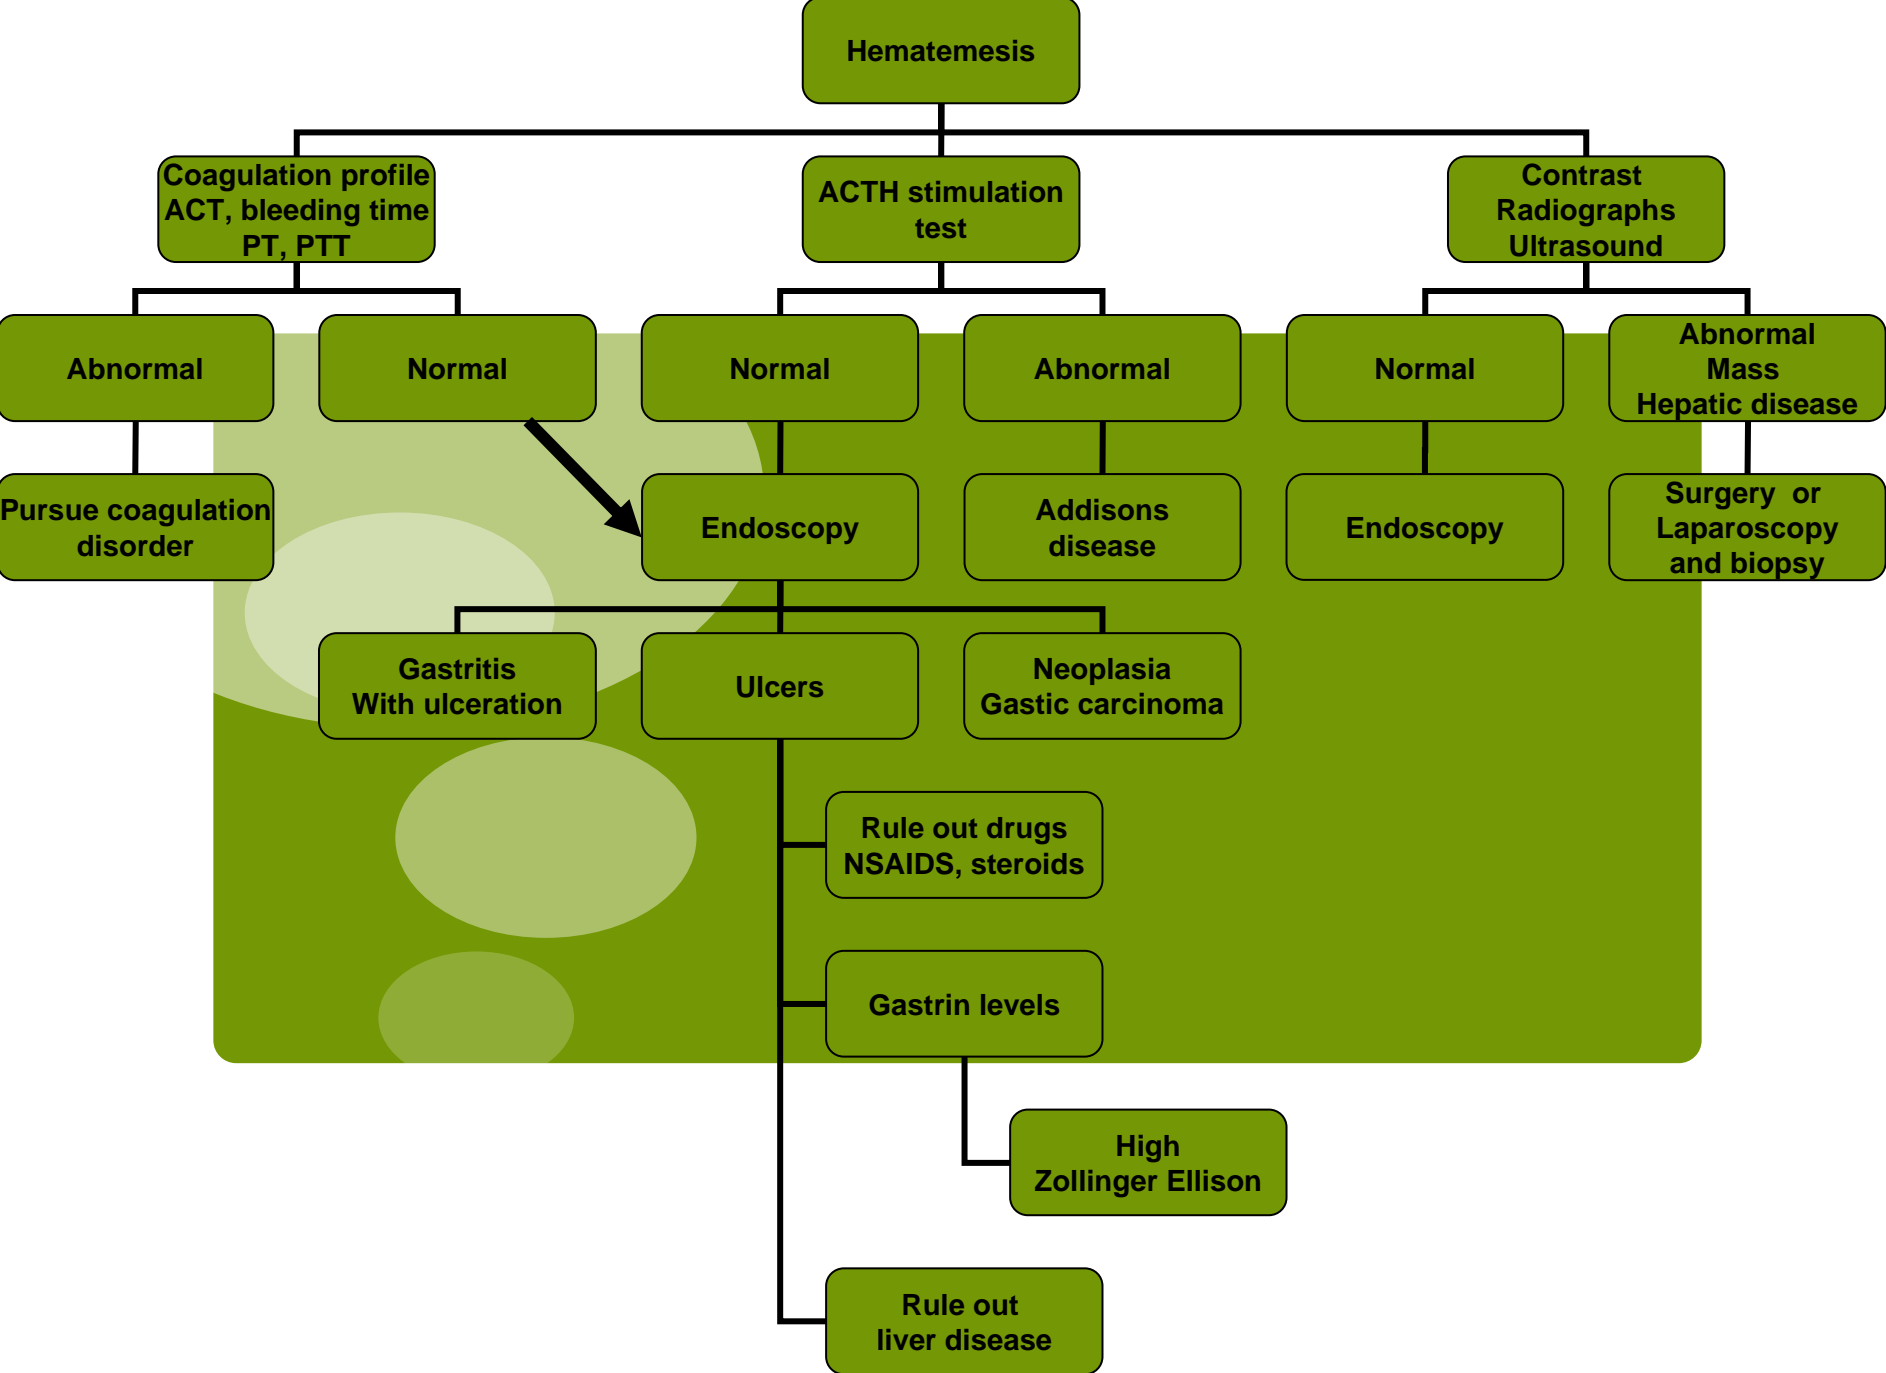 Hematemesis
Coagulation profile
ACT, bleeding time
PT, PTT
ACTH stimulation
test
Contrast
Radiographs
Ultrasound
Abnormal
Normal
Normal
Abnormal
Normal
Abnormal
Mass
Hepatic disease
Pursue coagulation
disorder
Endoscopy
Addisons
disease
Endoscopy
Surgery or
Laparoscopy
and biopsy
Gastritis
With ulceration
Ulcers
Neoplasia
Gastic carcinoma
Rule out drugs
NSAIDS, steroids
Gastrin levels
High
Zollinger Ellison
Rule out
liver disease